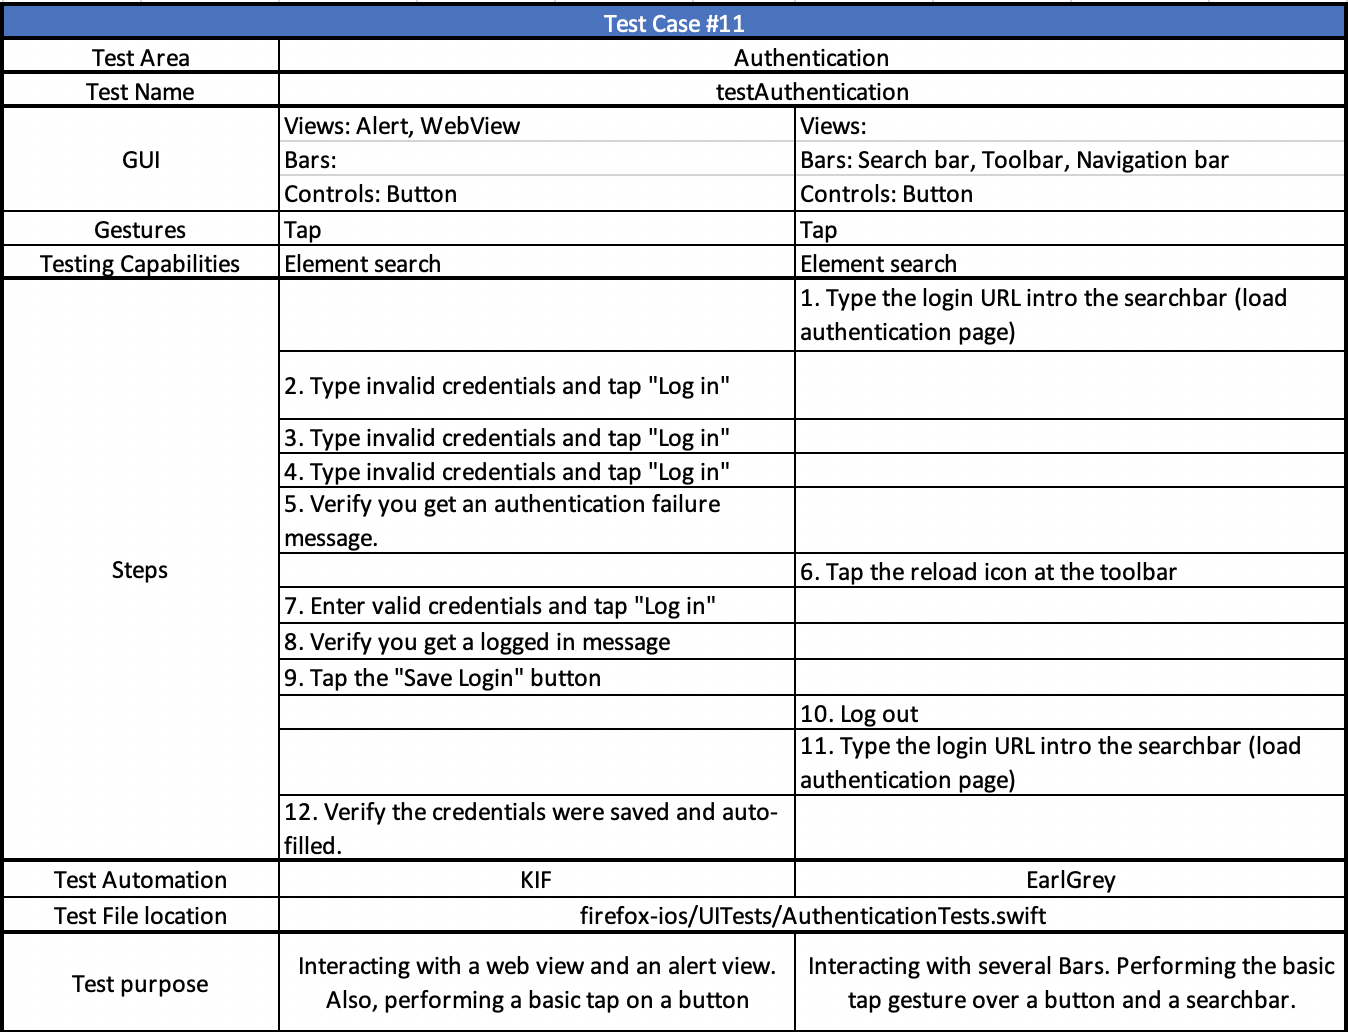 Test Case #11
Test Area
Authentication
Test Name
testAuthentication
GUI
Views: Alert, WebView
Views:
Bars:
Bars: Search bar, Toolbar, Navigation bar
Controls: Button
Controls: Button
Gestures
Tap
Tap
Testing Capabilities
Element search
Element search
Steps
1. Type the login URL intro the searchbar (load
authentication page)
2. Type invalid credentials and tap "Log in"
3. Type invalid credentials and tap "Log in"
4. Type invalid credentials and tap "Log in"
5. Verify you get an authentication failure
message.
6. Tap the reload icon at the toolbar
7. Enter valid credentials and tap "Log in"
8. Verify you get a logged in message
9. Tap the "Save Login" button
10. Log out
11. Type the login URL intro the searchbar (load
authentication page)
12. Verify the credentials were saved and auto-
filled.
Test Automation
KIF
EarlGrey
Test File location
firefox-ios/UITests/AuthenticationTests.swift
Test purpose
Interacting with a web view and an alert view.
Also, performing a basic tap on a button
Interacting with several Bars. Performing the basic
tap gesture over a button and a searchbar.